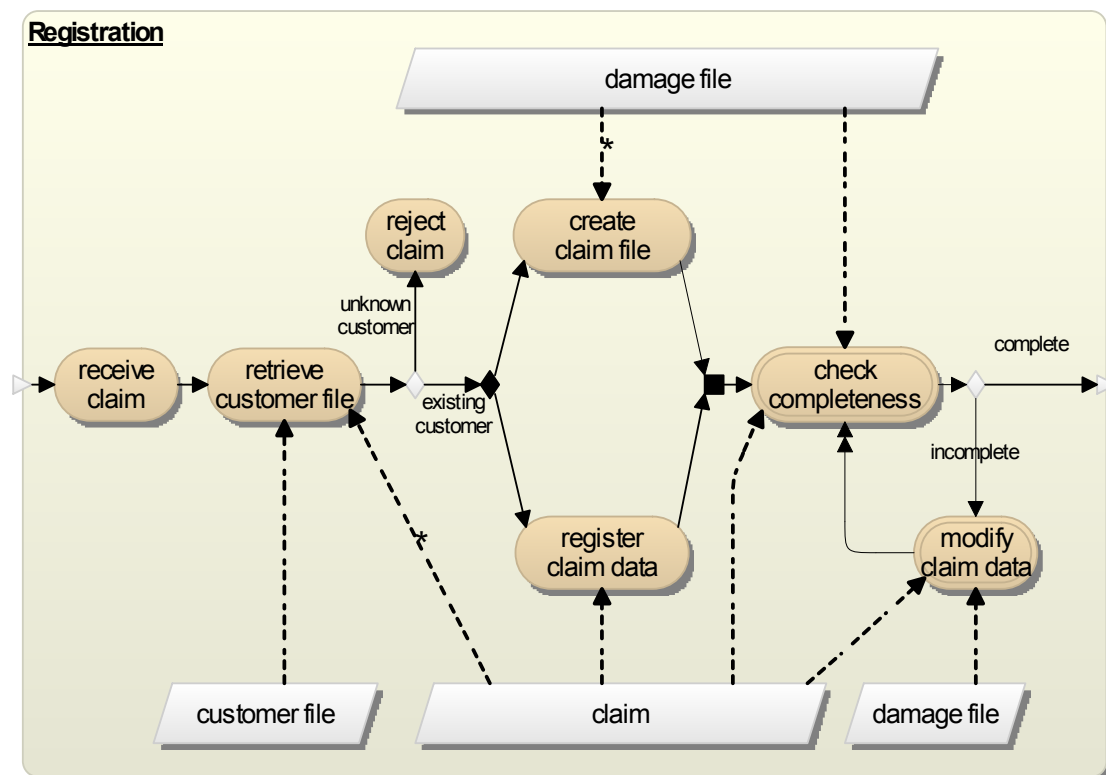 Registration
damage file
*
reject
claim
create
claim file
unknown
customer
receive
claim
retrieve
customer file
existing
customer
check
completeness
complete
incomplete
*
register
claim data
modify
claim data
customer file
claim
damage file